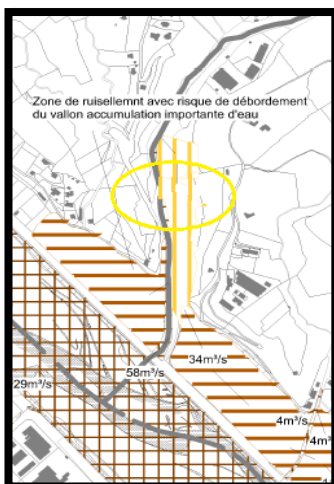 Zone de ruisellemnt avec risque de débordement
du vallon accumulation importante d'eau
34m³/s
58m³/s
29m³/s
4m³/s
4m³